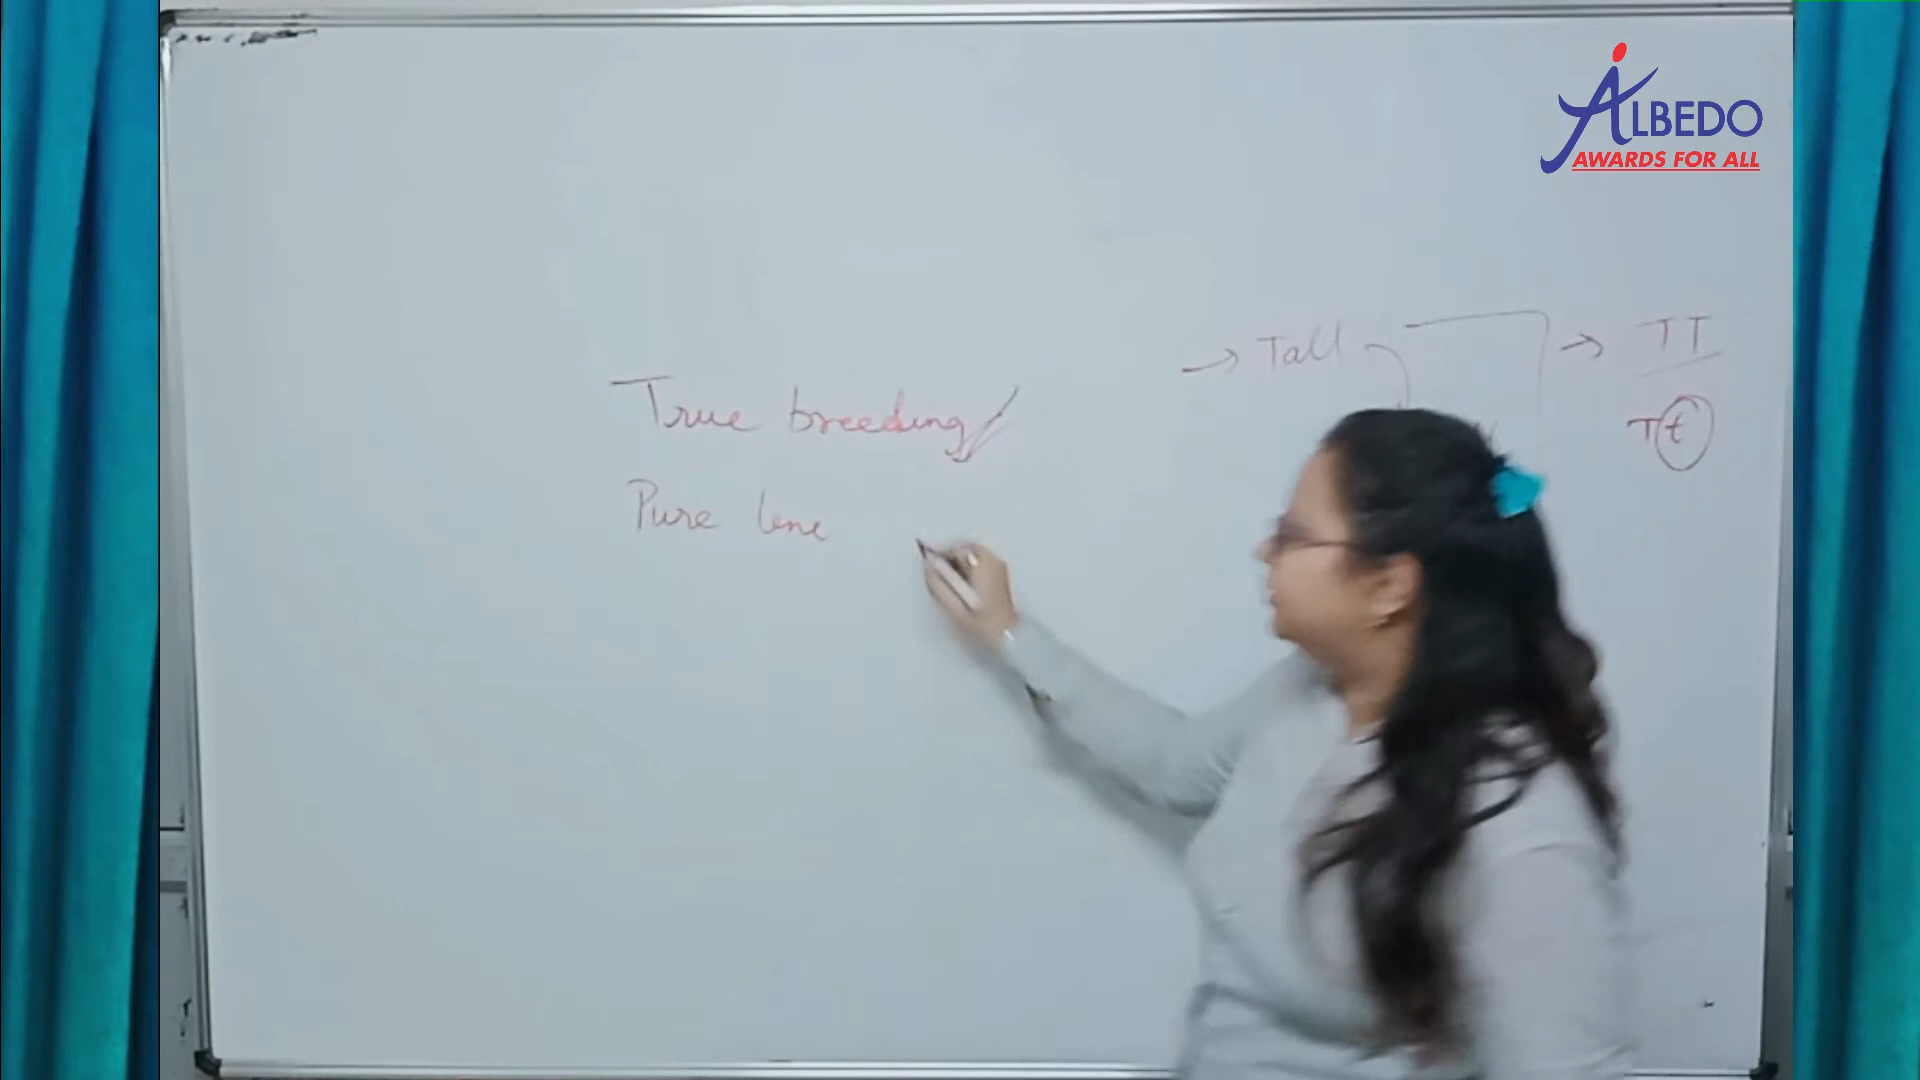 ALBEDO
AWARDS FOR ALL
→ Tall → TT
Tt
True breeding
Pure line